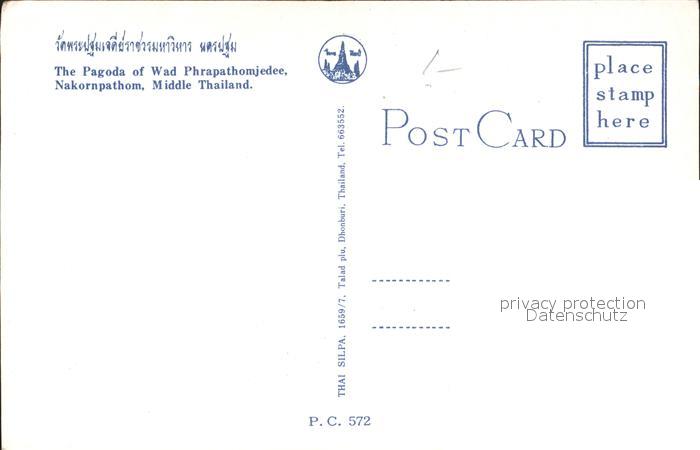 วัดพระปฐมเจดีย์ราชวรมหาวิหาร นครปฐม
The Pagoda of Wad Phrapathomjedee,
Nakornpathom, Middle Thailand.
place
stamp
here
POST CARD
THAI SILPA, 1659/7, Talad plu, Dhonburi, Thailand, Tel. 663552.
privacy protection
Datenschutz
P. C. 572